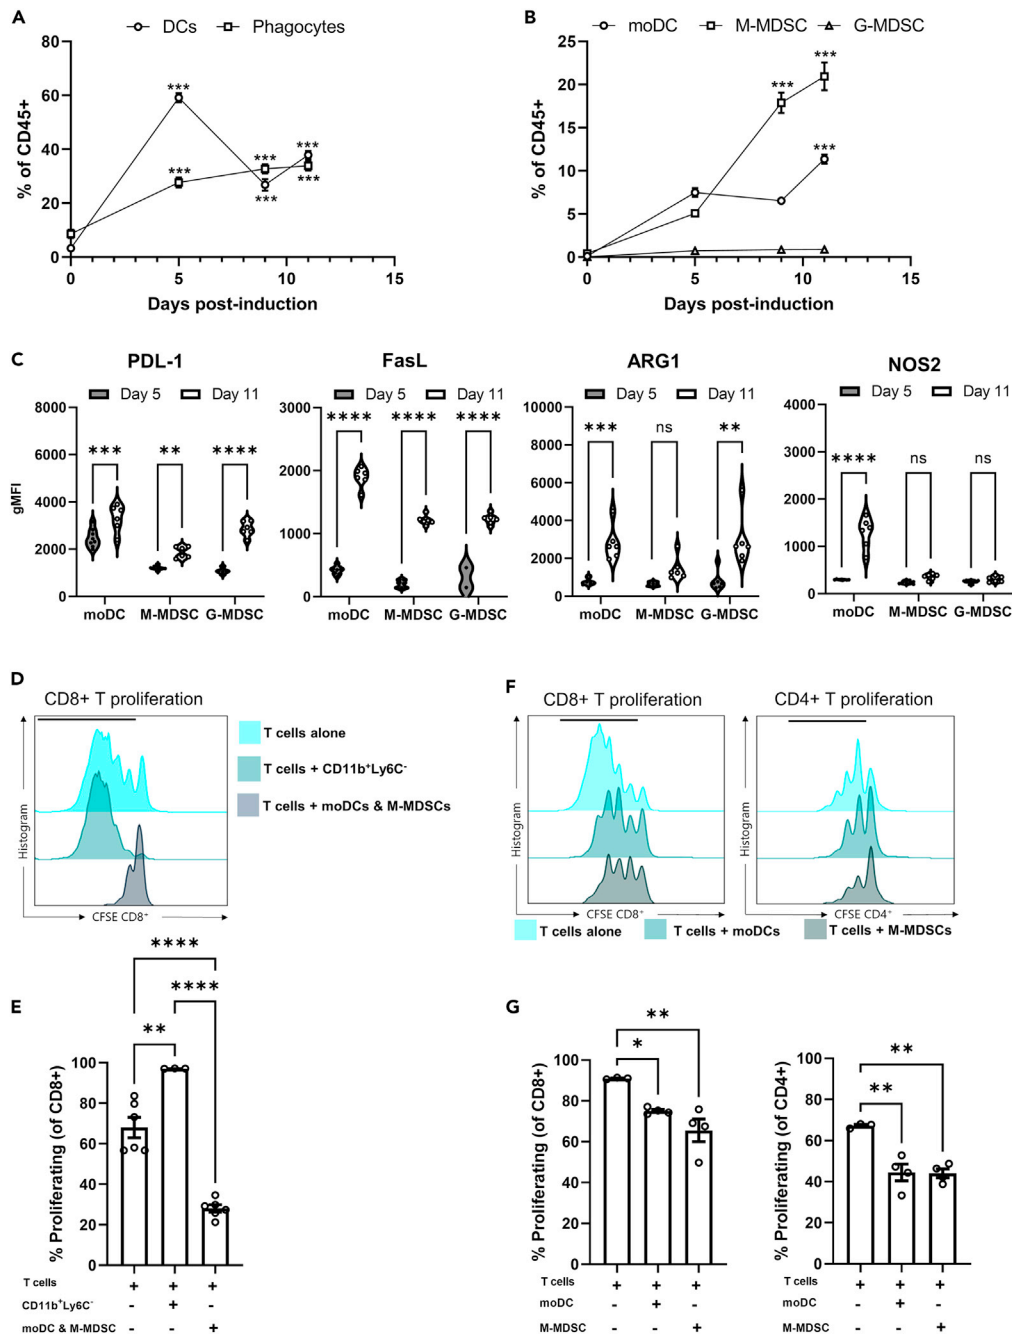 A
DCs
Phagocytes
80
60
40
20
0
% of CD45+
***
***
***
***
***
***
0
5
10
15
Days post-induction
B
moDC
M-MDSC
G-MDSC
25
20
15
10
5
0
% of CD45+
***
***
***
0
5
10
15
Days post-induction
C
PDL-1
Day 5
Day 11
8000
6000
4000
2000
0
gMFI
***
**
****
moDC
M-MDSC
G-MDSC
FasL
Day 5
Day 11
3000
2000
1000
0
****
****
****
moDC
M-MDSC
G-MDSC
ARG1
Day 5
Day 11
10000
8000
6000
4000
2000
0
***
ns
**
moDC
M-MDSC
G-MDSC
NOS2
Day 5
Day 11
4000
3000
2000
1000
0
****
ns
ns
moDC
M-MDSC
G-MDSC
D
CD8+ T proliferation
Histogram
CFSE CD8⁺
T cells alone
T cells + CD11b⁺Ly6C⁻
T cells + moDCs & M-MDSCs
F
CD8+ T proliferation
Histogram
CFSE CD8⁺
CD4+ T proliferation
Histogram
CFSE CD4⁺
T cells alone
T cells + moDCs
T cells + M-MDSCs
E
****
****
**
100
80
60
40
20
0
% Proliferating (of CD8+)
T cells + + +
CD11b⁺Ly6C⁻ - + -
moDC & M-MDSC - - +
G
**
*
100
80
60
40
20
0
% Proliferating (of CD8+)
T cells + + +
moDC - + -
M-MDSC - - +
**
**
100
80
60
40
20
0
% Proliferating (of CD4+)
T cells + + +
moDC - + -
M-MDSC - - +